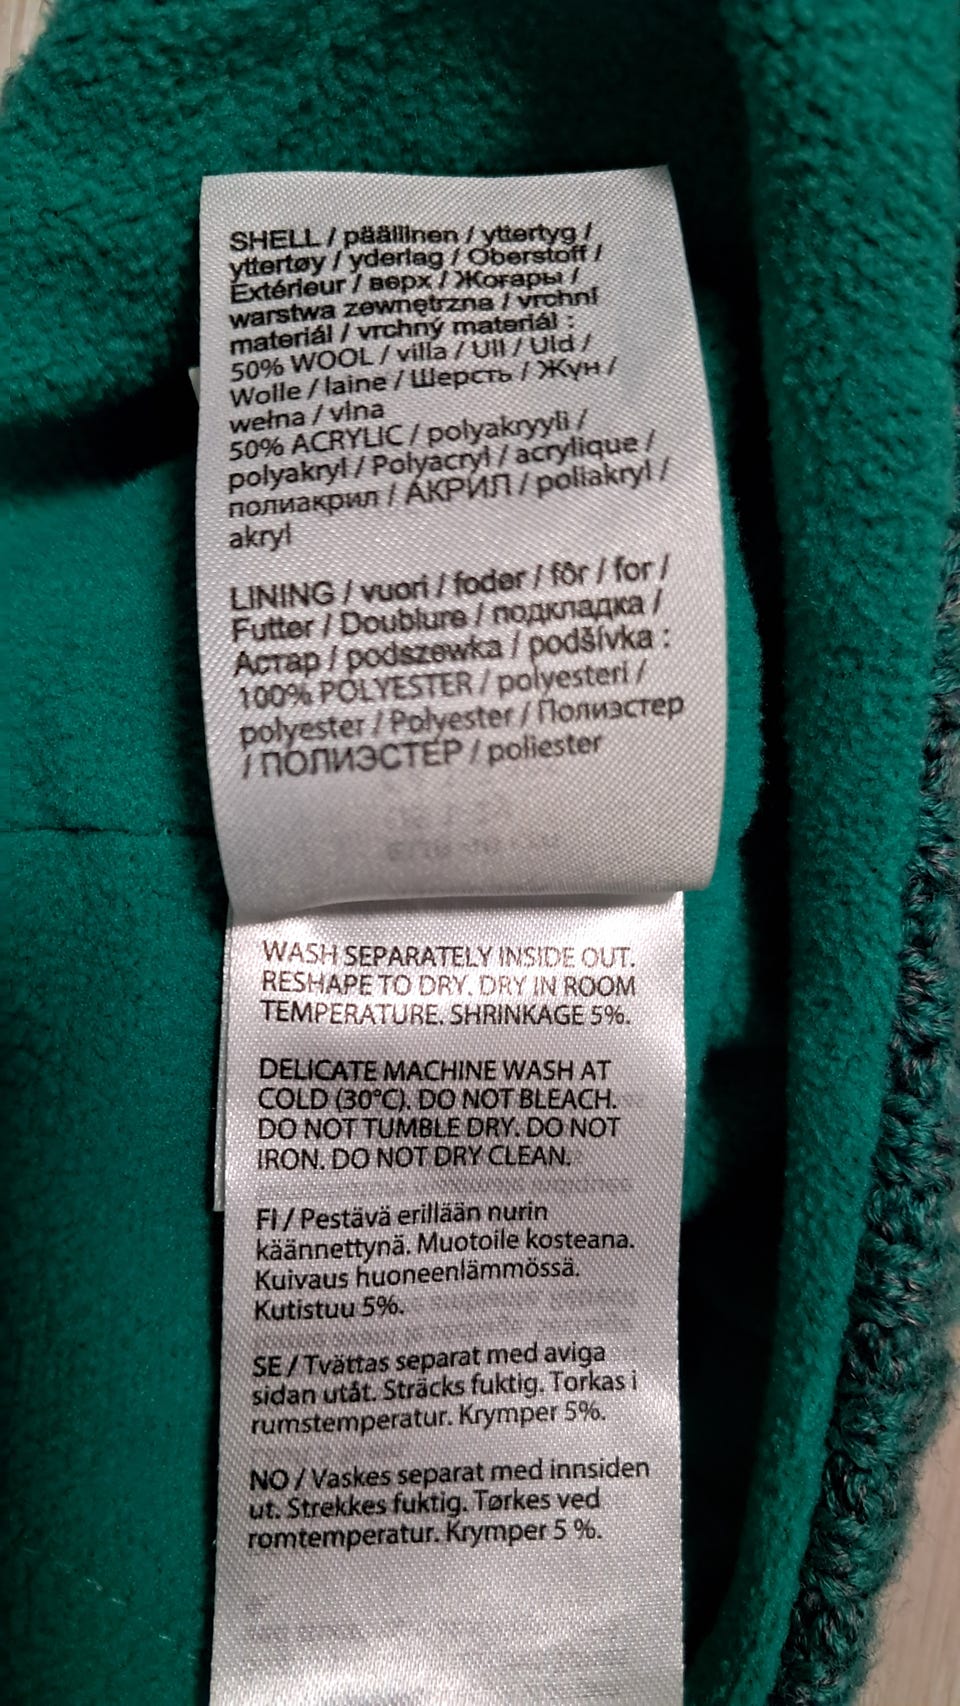 SHELL / päällinen / yttertyg /
yttertøy / yderlag / Oberstoff /
Extérieur / верх / Жоғары /
warstwa zewnętrzna / vrchní
materiál / vrchný materiál :
50% WOOL / villa / Ull / Uld /
Wolle / laine / Шерсть / Жүн /
wełna / vlna
50% ACRYLIC / polyakryyli /
polyakryl / Polyacryl / acrylique /
полиакрил / АКРИЛ / poliakryl /
akryl
LINING / vuori / foder / fôr / for /
Futter / Doublure / подкладка /
Астар / podszewka / podšívka :
100% POLYESTER / polyesteri /
polyester / Polyester / Полиэстер
/ ПОЛИЭСТЕР / poliester
WASH SEPARATELY INSIDE OUT.
RESHAPE TO DRY. DRY IN ROOM
TEMPERATURE. SHRINKAGE 5%.
DELICATE MACHINE WASH AT
COLD (30°C). DO NOT BLEACH.
DO NOT TUMBLE DRY. DO NOT
IRON. DO NOT DRY CLEAN.
FI / Pestävä erillään nurin
käännettynä. Muotoile kosteana.
Kuivaus huoneenlämmössä.
Kutistuu 5%.
SE / Tvättas separat med aviga
sidan utåt. Sträcks fuktig. Torkas i
rumstemperatur. Krymper 5%.
NO / Vaskes separat med innsiden
ut. Strekkes fuktig. Tørkes ved
romtemperatur. Krymper 5 %.